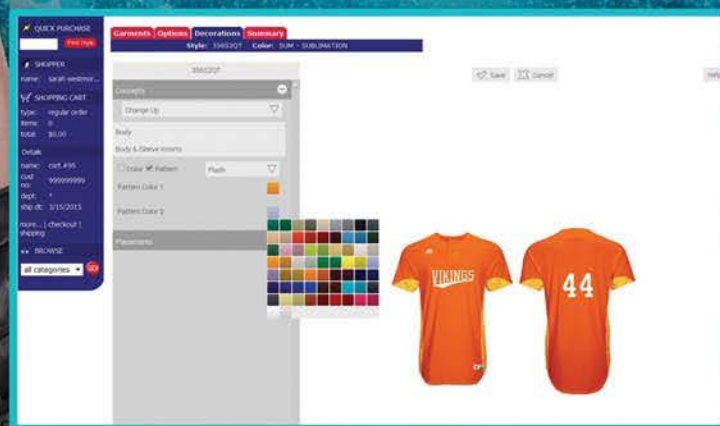 QUICK PURCHASE
Find Style
SHOPPER
name: sarah westmor...
SHOPPING CART
type: regular order
items: 0
total: $0.00
Details
name: cart #95
cust
no: 999999999
dept: *
ship dt: 3/15/2015
more... | checkout |
shipping
BROWSE
all categories
GO!
Garments Options Decorations Summary
Style: 356S2QT Color: SUM - SUBLIMATION
356S2QT
Concepts
Change Up
Body
Body & Sleeve Inserts
Color Pattern Plash
Pattern Color 1
Pattern Color 2
Placements
Save Cancel
Help
VIKINGS
44